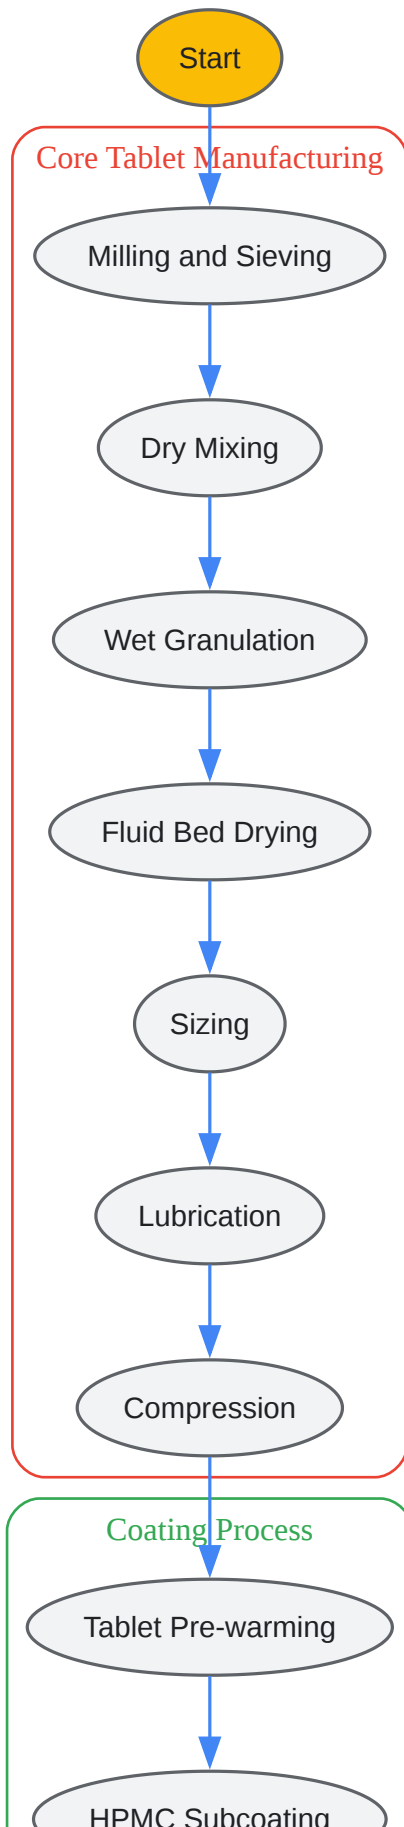 Start
Core Tablet Manufacturing
Milling and Sieving
Dry Mixing
Wet Granulation
Fluid Bed Drying
Sizing
Lubrication
Compression
Coating Process
Tablet Pre-warming
HPMC Subcoating